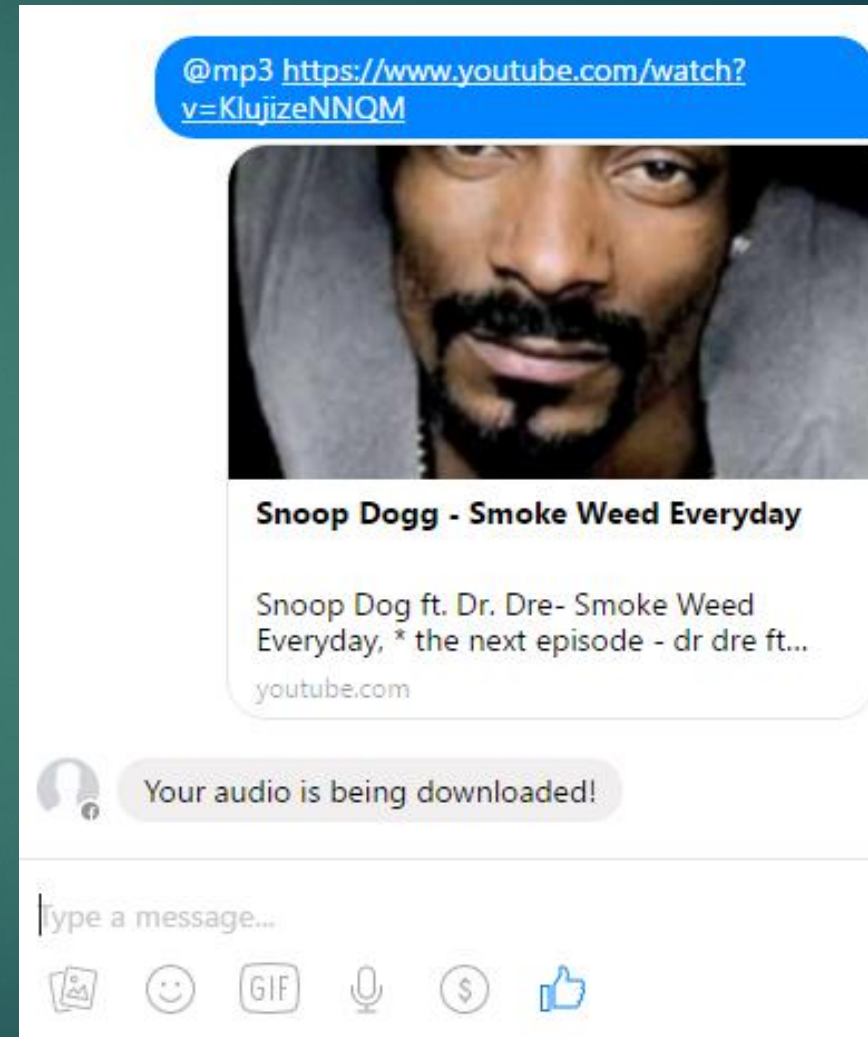 @mp3 https://www.youtube.com/watch?
v=KlujizeNNQM
Snoop Dogg - Smoke Weed Everyday
Snoop Dog ft. Dr. Dre- Smoke Weed
Everyday, * the next episode - dr dre ft...
youtube.com
Your audio is being downloaded!
Type a message...
GIF
$